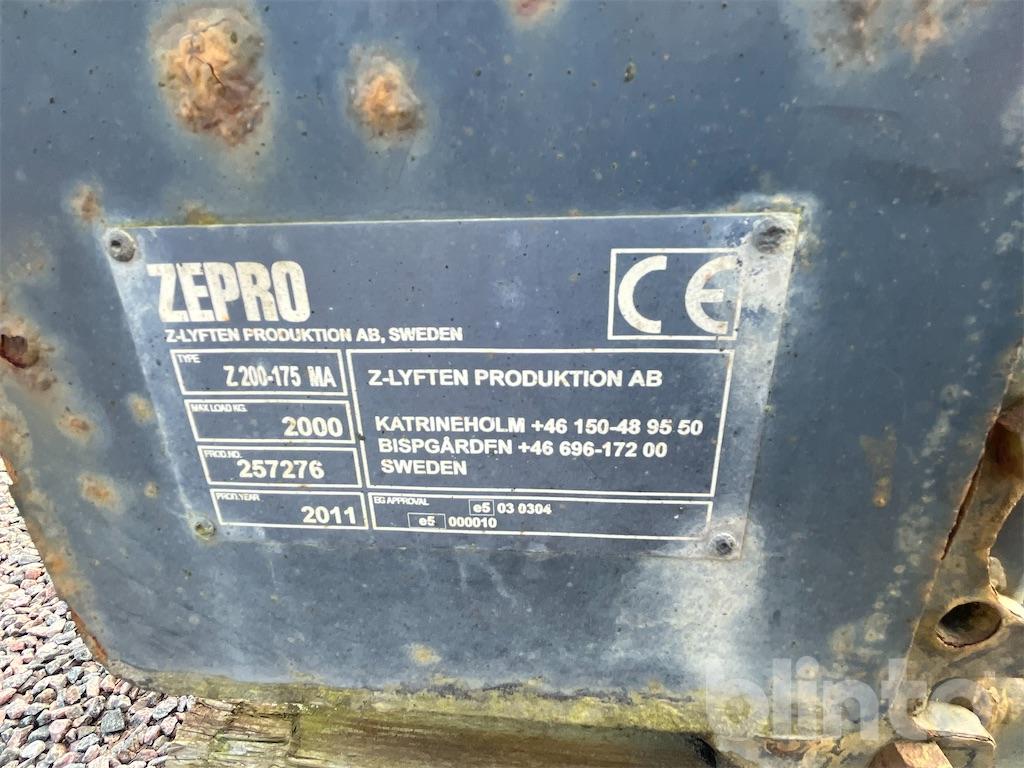 ZEPRO
CE
Z-LYFTEN PRODUKTION AB, SWEDEN
TYPE
Z 200-175 MA
MAX LOAD KG.
2000
PROD.NO.
257276
PROD.YEAR
2011
Z-LYFTEN PRODUKTION AB
KATRINEHOLM +46 150-48 95 50
BISPGÅRDEN +46 696-172 00
SWEDEN
EG APPROVAL
e5 03 0304
e5 000010
blinto